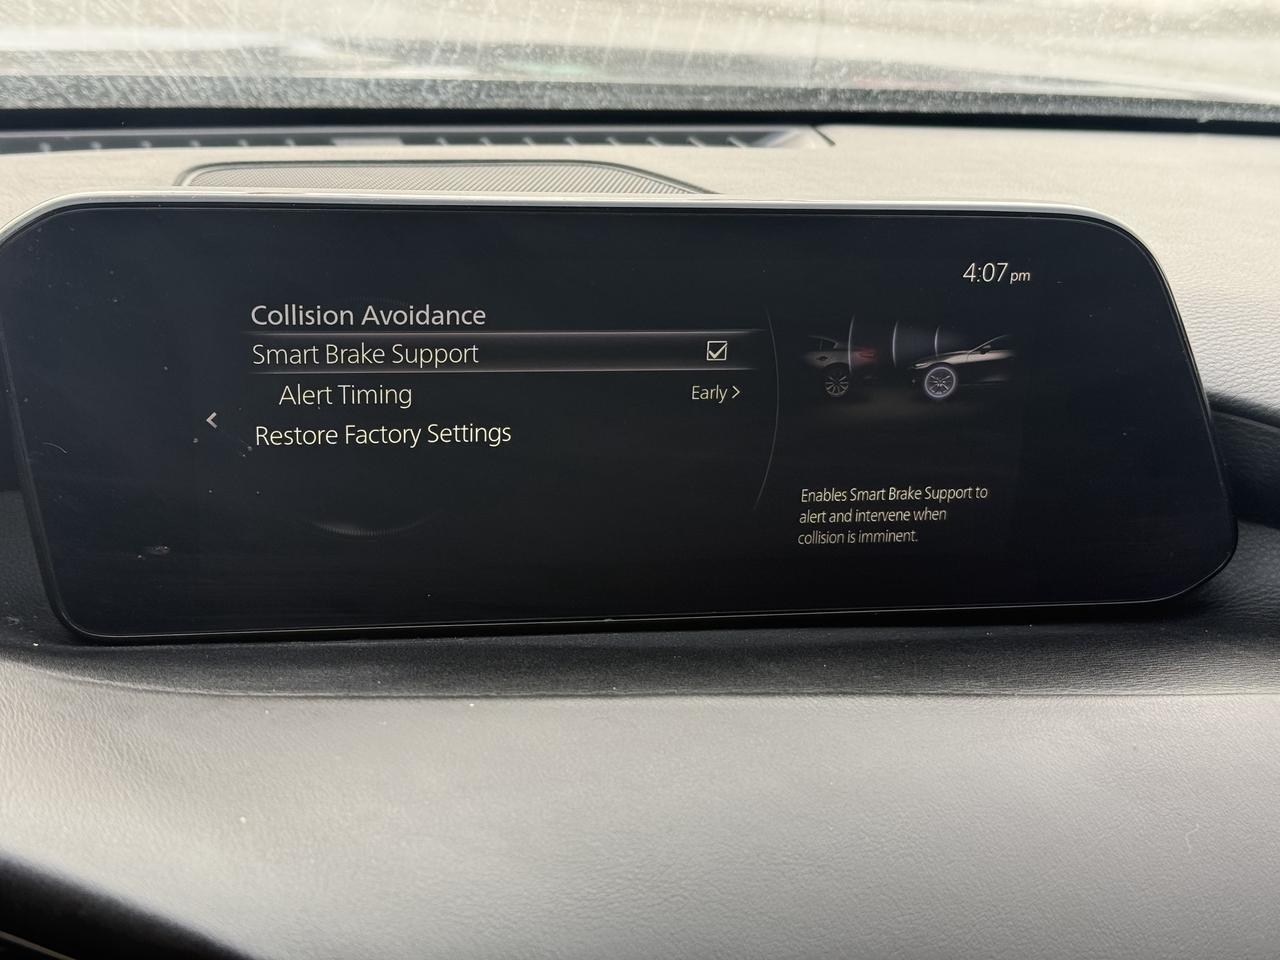 4:07 pm
Collision Avoidance
Smart Brake Support
Alert Timing Early >
Restore Factory Settings
Enables Smart Brake Support to
alert and intervene when
collision is imminent.